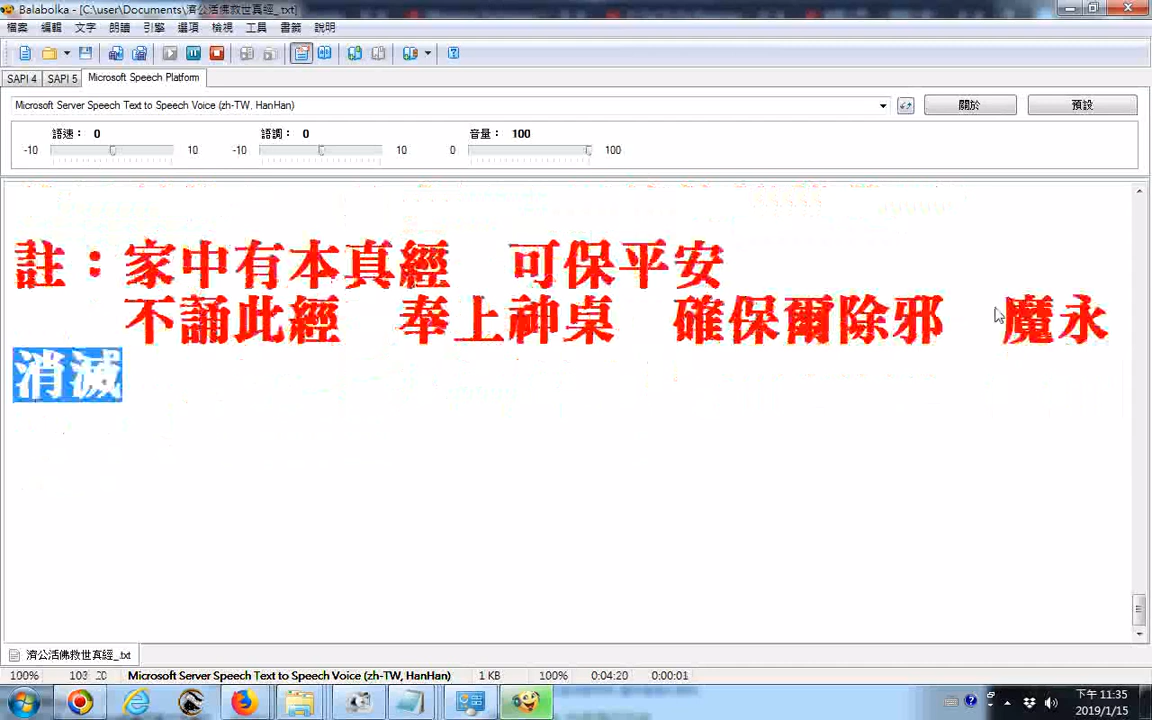 Balabolka - [C:\user\Documents\濟公活佛救世真經_.txt]
檔案 編輯 文字 朗讀 引擎 選項 檢視 工具 書籤 說明
SAPI 4 SAPI 5 Microsoft Speech Platform
Microsoft Server Speech Text to Speech Voice (zh-TW, HanHan) 關於 預設
語速： 0 語調： 0 音量： 100
-10 10 -10 10 0 100
註：家中有本真經　可保平安
不誦此經　奉上神桌　確保爾除邪　魔永
消滅
濟公活佛救世真經_.txt
100% Microsoft Server Speech Text to Speech Voice (zh-TW, HanHan) 1 KB 100% 0:04:20 0:00:01
下午 11:35
2019/1/15